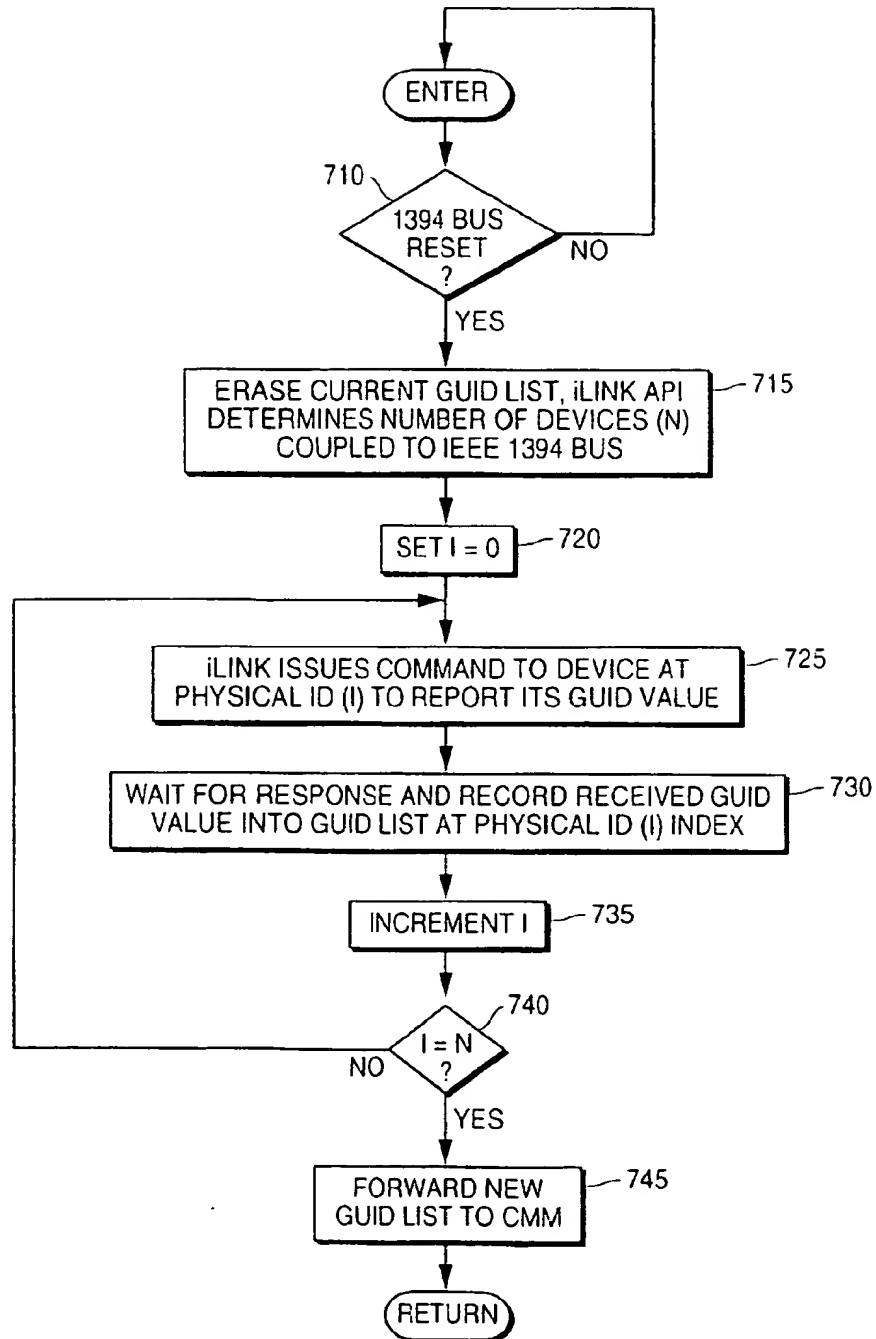 ENTER
710
1394 BUS
RESET
?
NO
YES
ERASE CURRENT GUID LIST, iLINK API
DETERMINES NUMBER OF DEVICES (N)
COUPLED TO IEEE 1394 BUS
715
SET I = 0
720
iLINK ISSUES COMMAND TO DEVICE AT
PHYSICAL ID (I) TO REPORT ITS GUID VALUE
725
WAIT FOR RESPONSE AND RECORD RECEIVED GUID
VALUE INTO GUID LIST AT PHYSICAL ID (I) INDEX
730
INCREMENT I
735
740
I = N
?
NO
YES
FORWARD NEW
GUID LIST TO CMM
745
RETURN